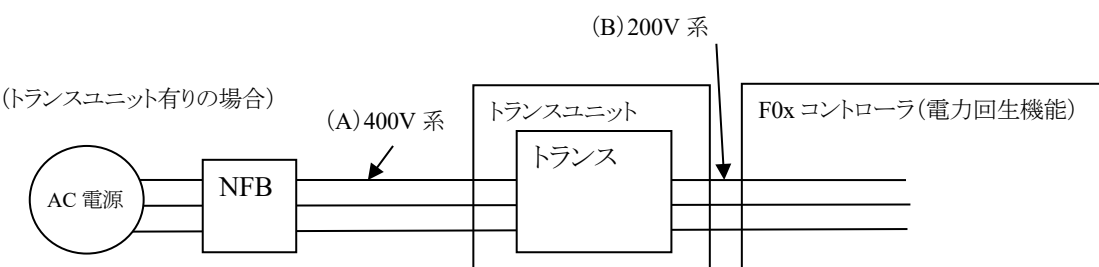 (B)200V 系
(トランスユニット有りの場合)
(A)400V 系
トランスユニット
F0x コントローラ(電力回生機能)
トランス
NFB
AC 電源